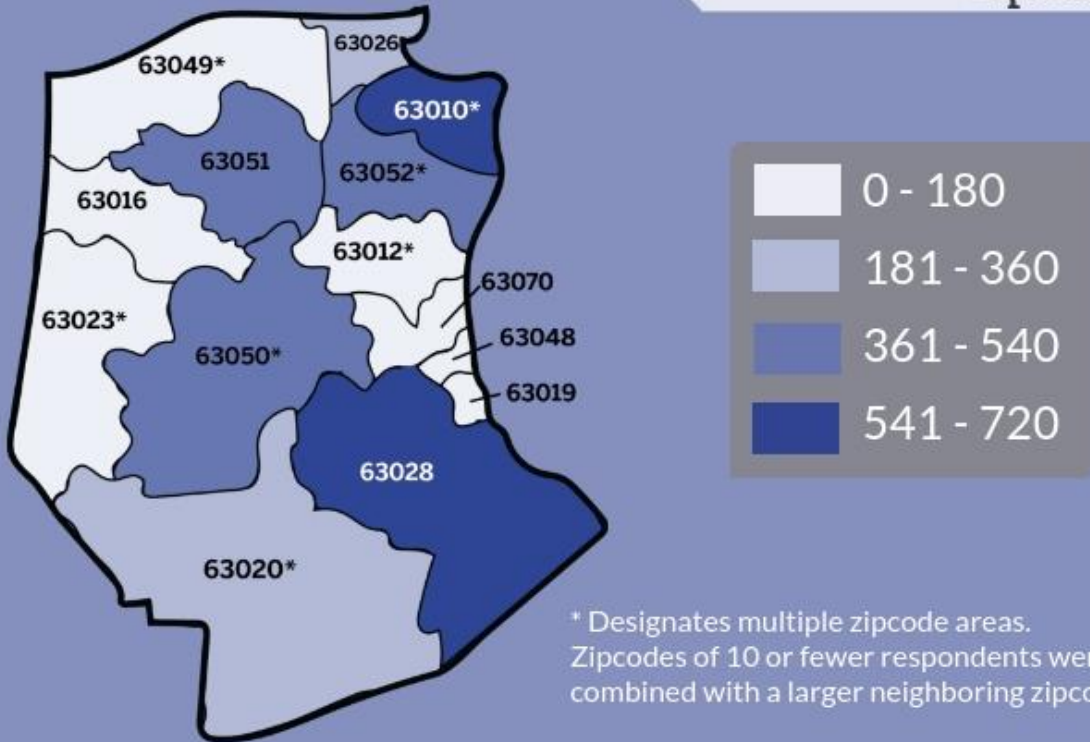 63026
63049*
63010*
63051
63052*
63016
63012*
63070
63023*
63048
63050*
63019
63028
63020*
0 - 180
181 - 360
361 - 540
541 - 720
* Designates multiple zipcode areas.
Zipcodes of 10 or fewer respondents wer
combined with a larger neighboring zipco